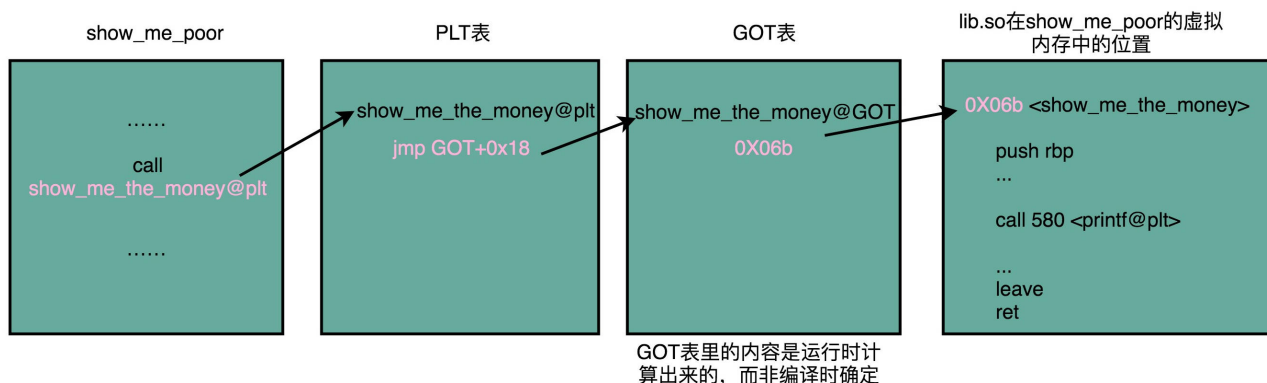 show_me_poor
……
call
show_me_the_money@plt
……
PLT表
show_me_the_money@plt
jmp GOT+0x18
GOT表
show_me_the_money@GOT
0X06b
GOT表里的内容是运行时计
算出来的，而非编译时确定
lib.so在show_me_poor的虚拟
内存中的位置
0X06b <show_me_the_money>
push rbp
...
call 580 <printf@plt>
...
leave
ret